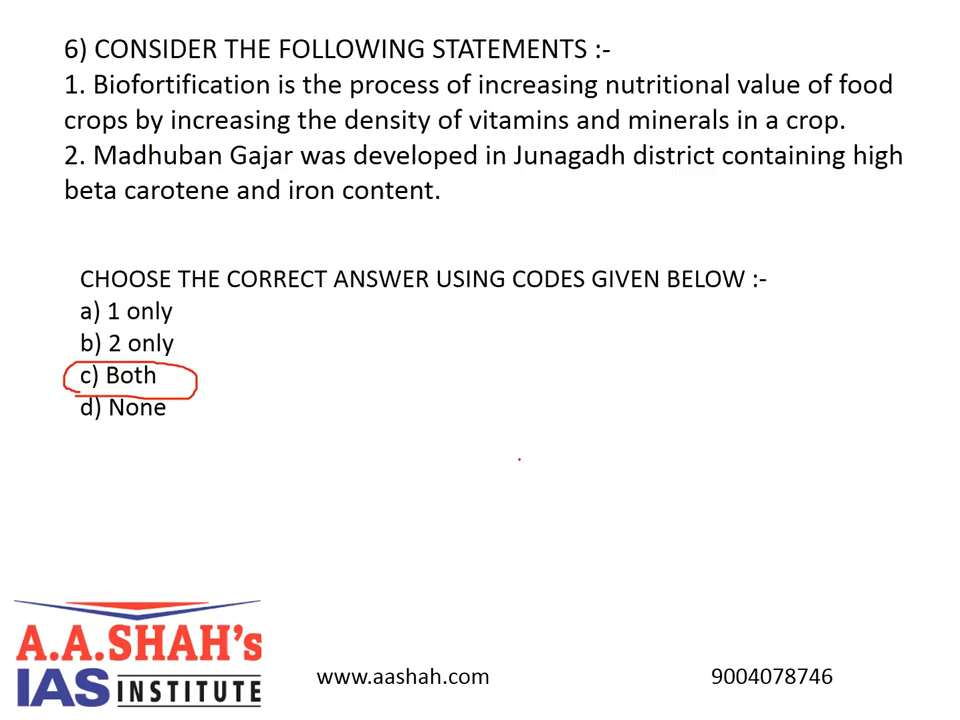 6) CONSIDER THE FOLLOWING STATEMENTS :-
1. Biofortification is the process of increasing nutritional value of food
crops by increasing the density of vitamins and minerals in a crop.
2. Madhuban Gajar was developed in Junagadh district containing high
beta carotene and iron content.
CHOOSE THE CORRECT ANSWER USING CODES GIVEN BELOW :-
a) 1 only
b) 2 only
c) Both
d) None
A.A.SHAH's
IAS INSTITUTE
www.aashah.com
9004078746